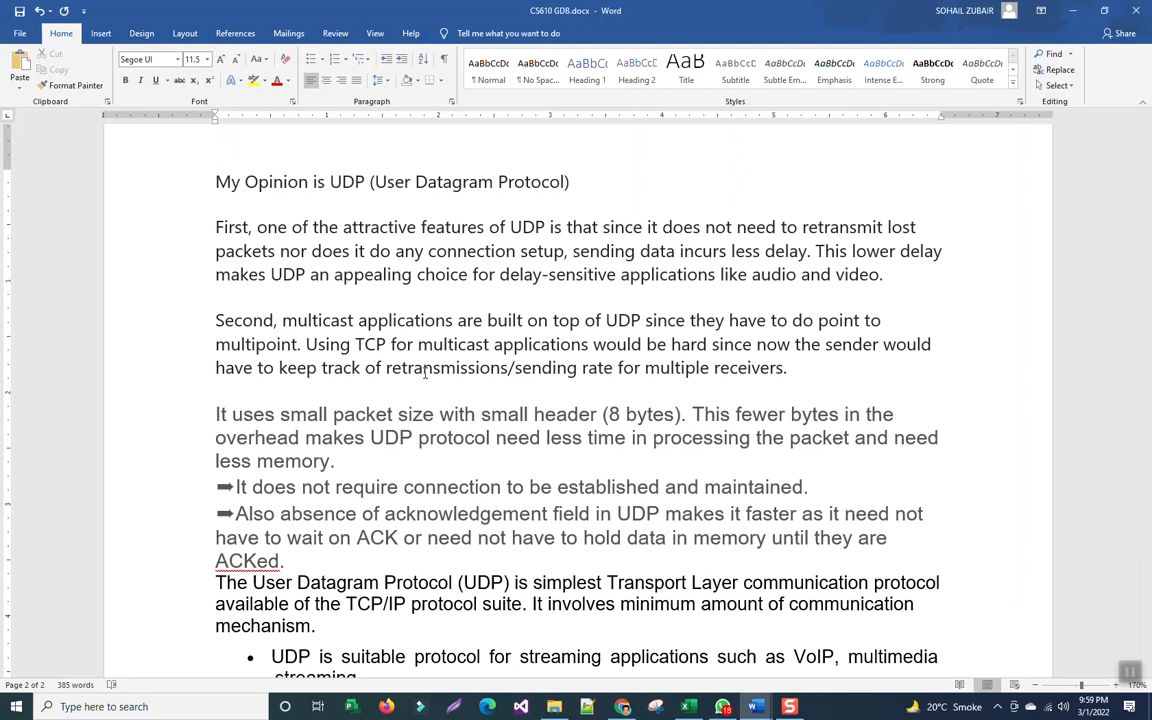 CS610 GDB.docx - Word
SOHAIL ZUBAIR
File Home Insert Design Layout References Mailings Review View Help Tell me what you want to do Share
Paste
Cut
Copy
Format Painter
Clipboard
Segoe UI 11.5
Font
Paragraph
AaBbCcDc AaBbCcDc AaBbCc AaBbCcD AaB AaBbCcD AaBbCcDc AaBbCcDc AaBbCcDc AaBbCcDc AaBbCcDc
¶ Normal ¶ No Spac... Heading 1 Heading 2 Title Subtitle Subtle Em... Emphasis Intense E... Strong Quote
Styles
Find
Replace
Select
Editing
My Opinion is UDP (User Datagram Protocol)
First, one of the attractive features of UDP is that since it does not need to retransmit lost
packets nor does it do any connection setup, sending data incurs less delay. This lower delay
makes UDP an appealing choice for delay-sensitive applications like audio and video.
Second, multicast applications are built on top of UDP since they have to do point to
multipoint. Using TCP for multicast applications would be hard since now the sender would
have to keep track of retransmissions/sending rate for multiple receivers.
It uses small packet size with small header (8 bytes). This fewer bytes in the
overhead makes UDP protocol need less time in processing the packet and need
less memory.
➡It does not require connection to be established and maintained.
➡Also absence of acknowledgement field in UDP makes it faster as it need not
have to wait on ACK or need not have to hold data in memory until they are
ACKed.
The User Datagram Protocol (UDP) is simplest Transport Layer communication protocol
available of the TCP/IP protocol suite. It involves minimum amount of communication
mechanism.
• UDP is suitable protocol for streaming applications such as VoIP, multimedia
streaming.
Page 2 of 2 385 words 170%
Type here to search
18
20°C Smoke
9:59 PM
3/1/2022